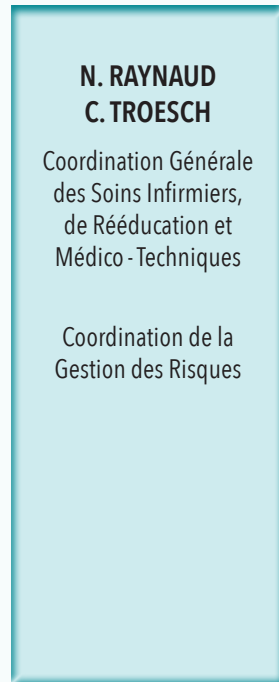 N. RAYNAUD
C. TROESCH
Coordination Générale
des Soins Infirmiers,
de Rééducation et
Médico - Techniques
Coordination de la
Gestion des Risques